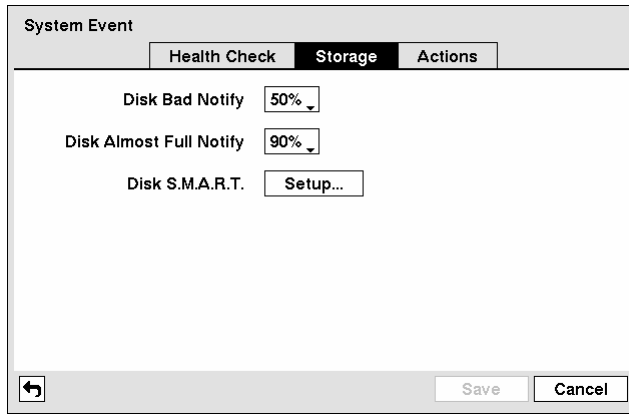 System Event
Health Check Storage Actions
Disk Bad Notify 50%
Disk Almost Full Notify 90%
Disk S.M.A.R.T. Setup...
Save Cancel